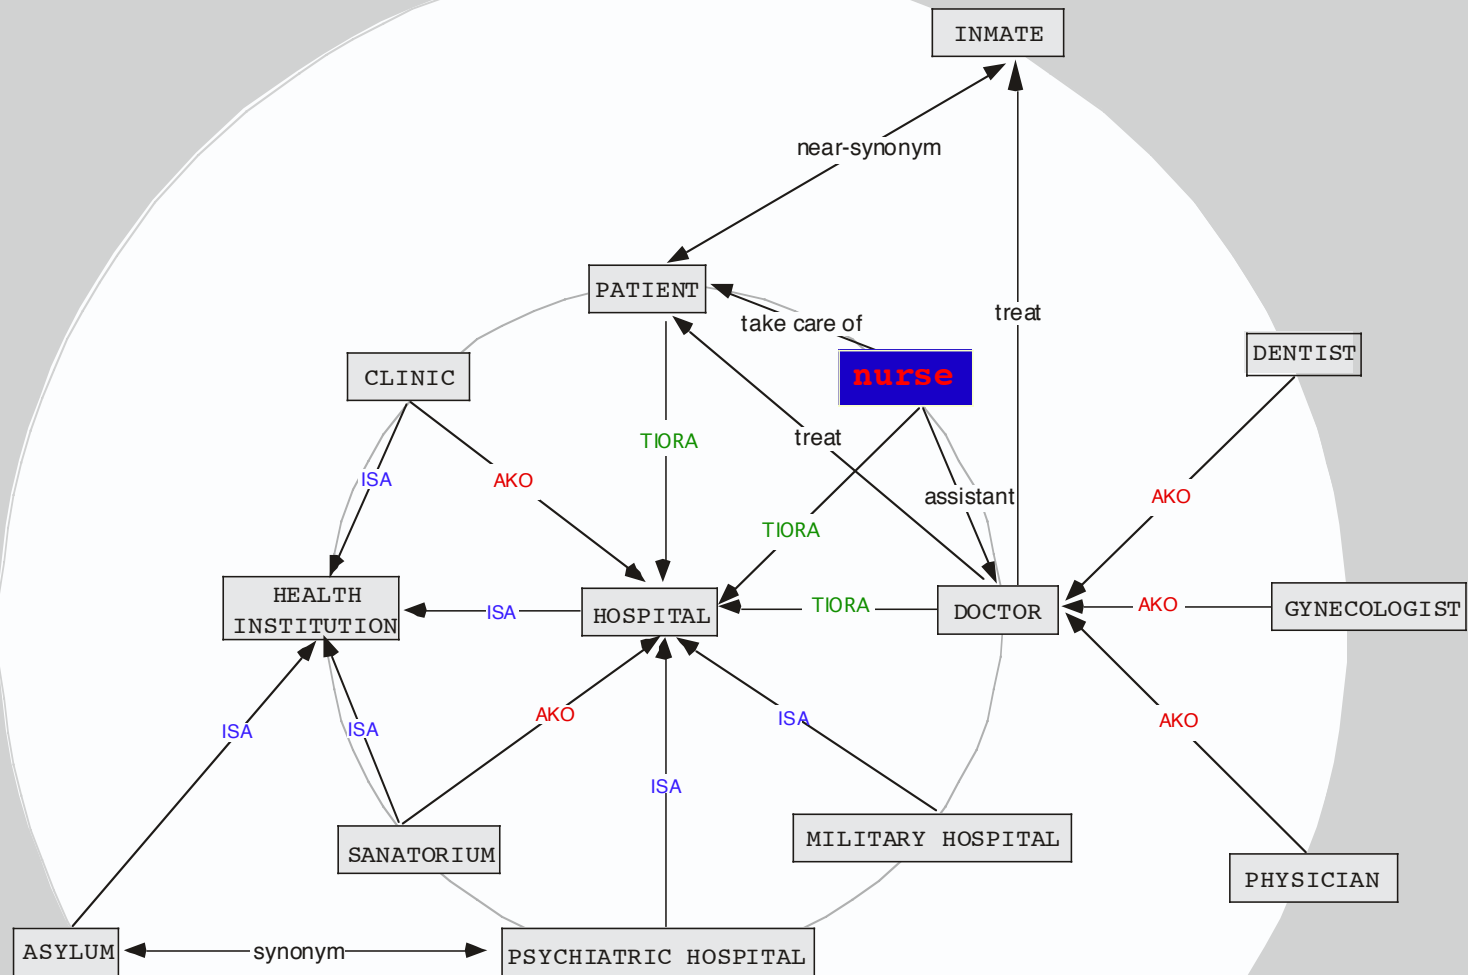 INMATE
near-synonym
PATIENT
take care of
treat
DENTIST
CLINIC
nurse
TIORA
treat
ISA
AKO
assistant
AKO
TIORA
HEALTH
INSTITUTION
ISA
HOSPITAL
TIORA
DOCTOR
AKO
GYNECOLOGIST
ISA
ISA
AKO
ISA
AKO
ISA
SANATORIUM
MILITARY HOSPITAL
PHYSICIAN
ASYLUM
synonym
PSYCHIATRIC HOSPITAL